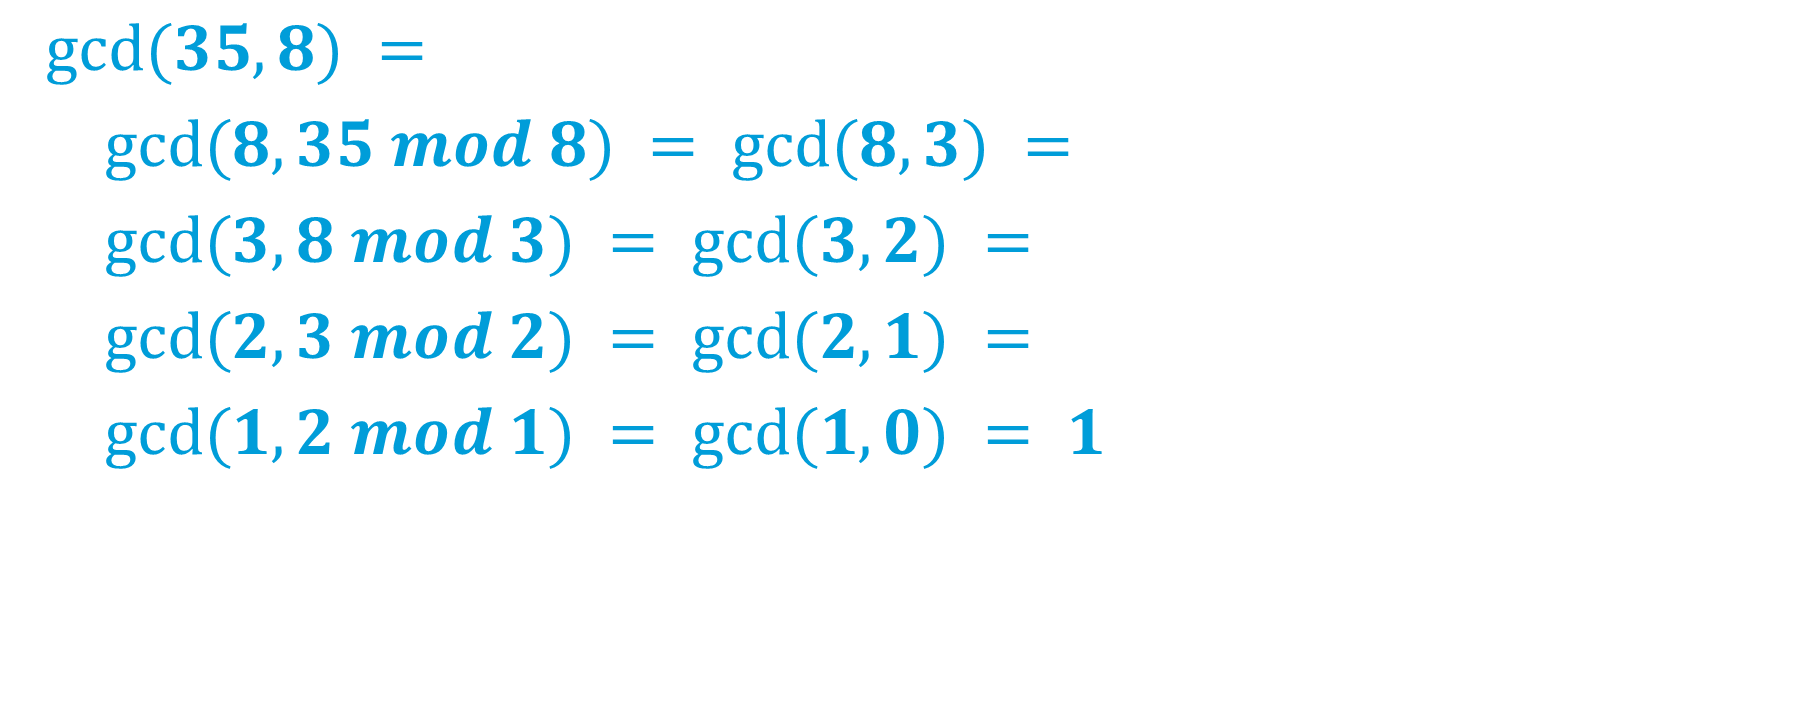 gcd(35, 8) =
gcd(8, 35 mod 8) = gcd(8, 3) =
gcd(3, 8 mod 3) = gcd(3, 2) =
gcd(2, 3 mod 2) = gcd(2, 1) =
gcd(1, 2 mod 1) = gcd(1, 0) = 1